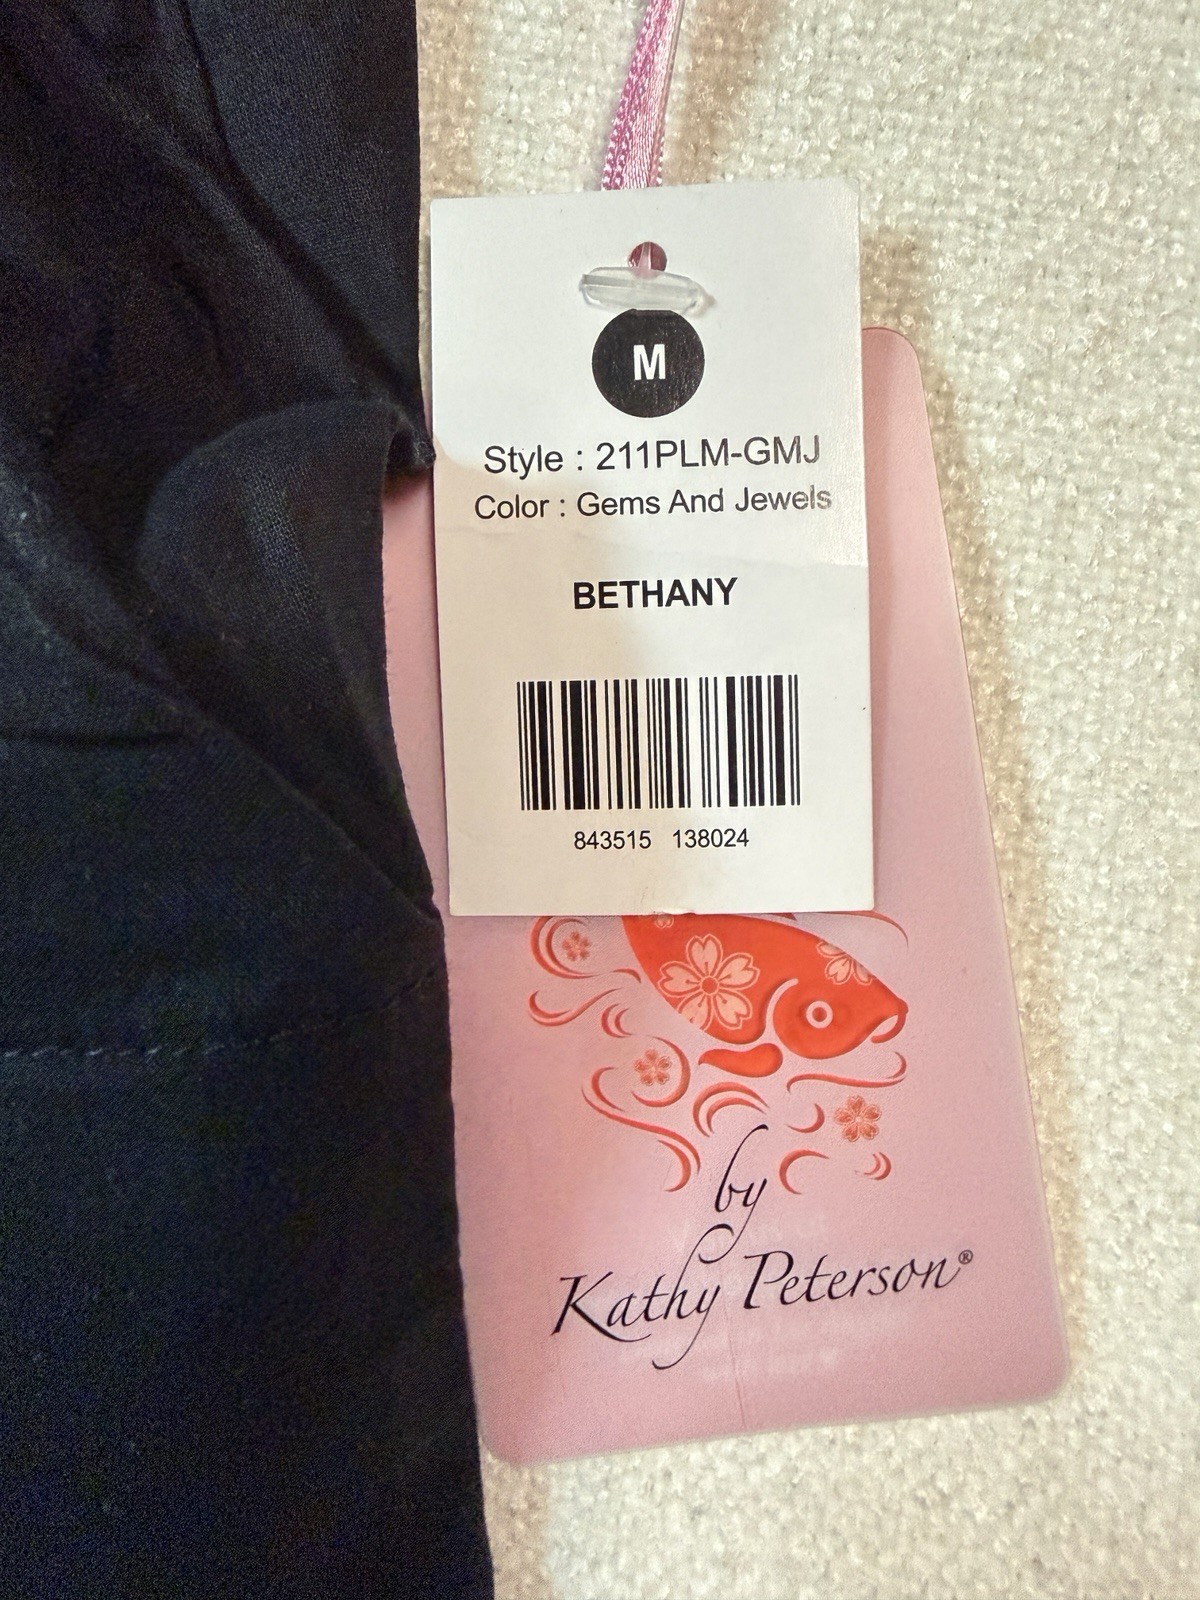 M
Style : 211PLM-GMJ
Color : Gems And Jewels
BETHANY
843515 138024
by
Kathy Peterson®